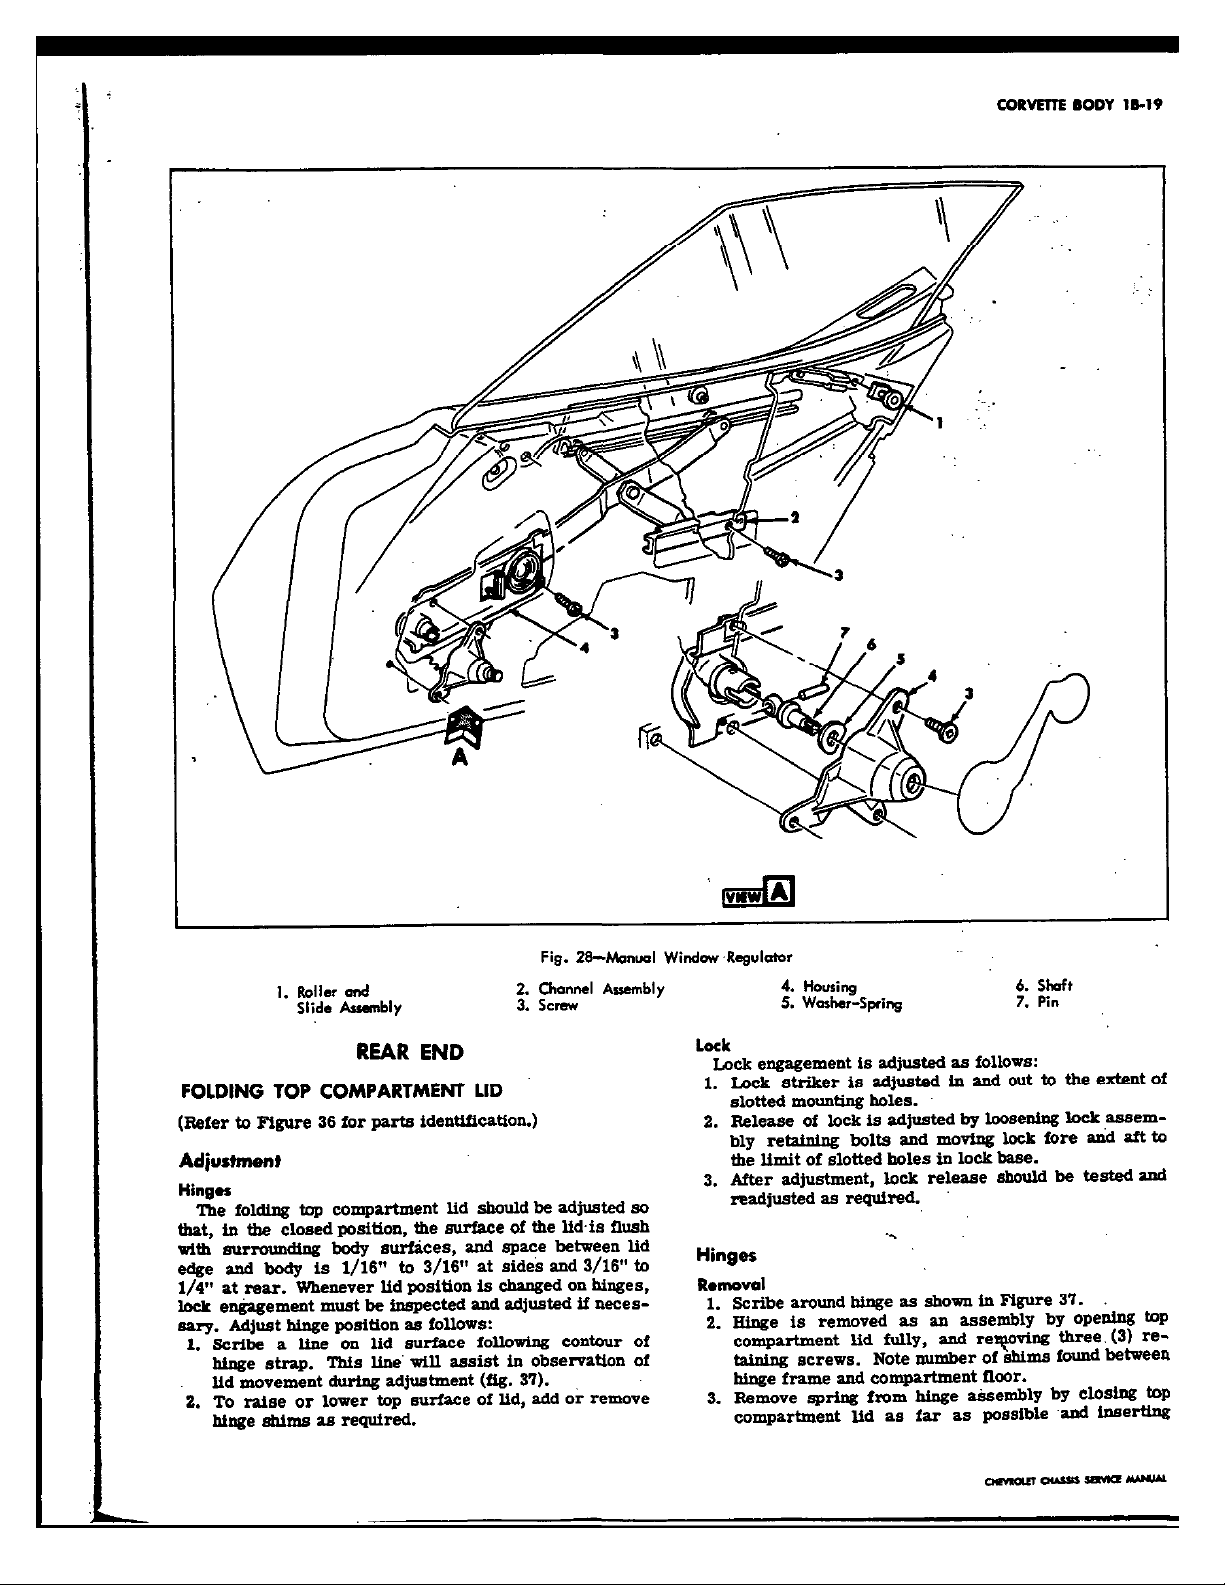 CORVETTE BODY 1B-19
1
2
3
3
4
7
6
5
4
3
A
VIEW A
Fig. 28—Manual Window Regulator
1. Roller and
Slide Assembly
2. Channel Assembly
3. Screw
4. Housing
5. Washer-Spring
6. Shaft
7. Pin
REAR END
FOLDING TOP COMPARTMENT LID
(Refer to Figure 36 for parts identification.)
Adjustment
Hinges
The folding top compartment lid should be adjusted so
that, in the closed position, the surface of the lid is flush
with surrounding body surfaces, and space between lid
edge and body is 1/16" to 3/16" at sides and 3/16" to
1/4" at rear. Whenever lid position is changed on hinges,
lock engagement must be inspected and adjusted if neces-
sary. Adjust hinge position as follows:
1. Scribe a line on lid surface following contour of
hinge strap. This line will assist in observation of
lid movement during adjustment (fig. 37).
2. To raise or lower top surface of lid, add or remove
hinge shims as required.
Lock
Lock engagement is adjusted as follows:
1. Lock striker is adjusted in and out to the extent of
slotted mounting holes.
2. Release of lock is adjusted by loosening lock assem-
bly retaining bolts and moving lock fore and aft to
the limit of slotted holes in lock base.
3. After adjustment, lock release should be tested and
readjusted as required.
Hinges
Removal
1. Scribe around hinge as shown in Figure 37.
2. Hinge is removed as an assembly by opening top
compartment lid fully, and removing three (3) re-
taining screws. Note number of shims found between
hinge frame and compartment floor.
3. Remove spring from hinge assembly by closing top
compartment lid as far as possible and inserting
CHEVROLET CHASSIS SERVICE MANUAL